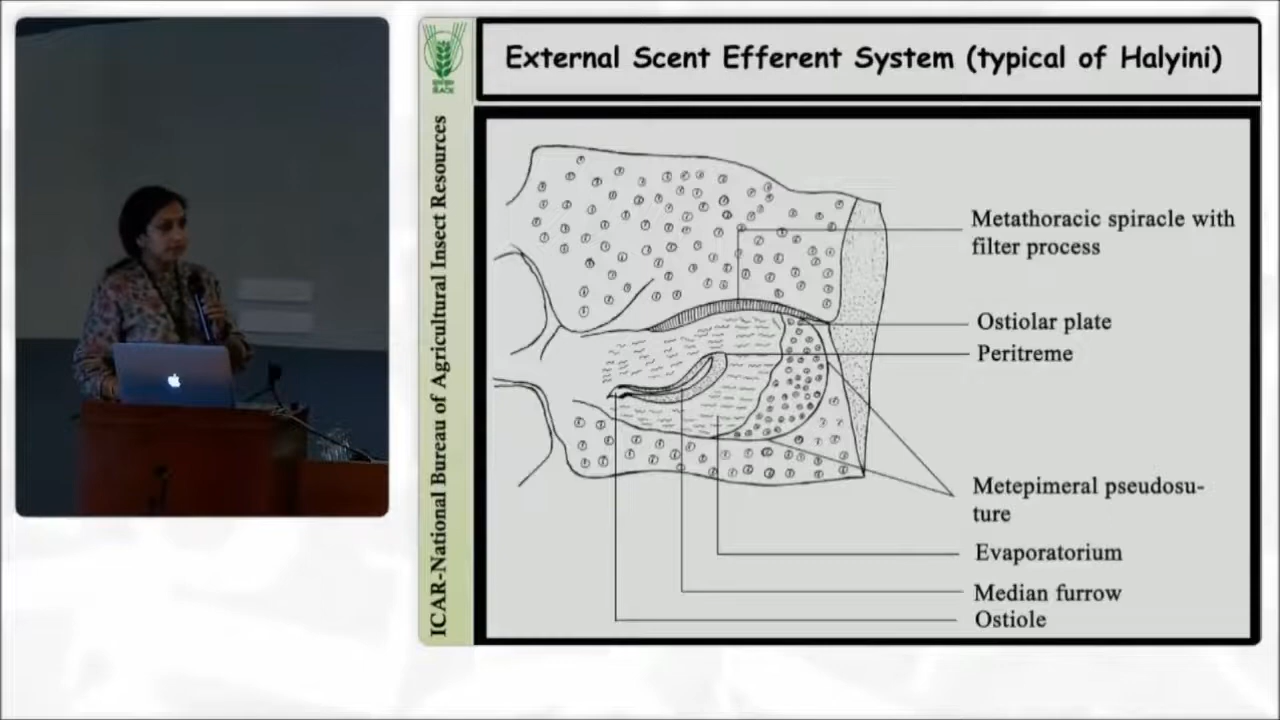 External Scent Efferent System (typical of Halyini)
ICAR-National Bureau of Agricultural Insect Resources
Metathoracic spiracle with
filter process
Ostiolar plate
Peritreme
Metepimeral pseudosu-
ture
Evaporatorium
Median furrow
Ostiole